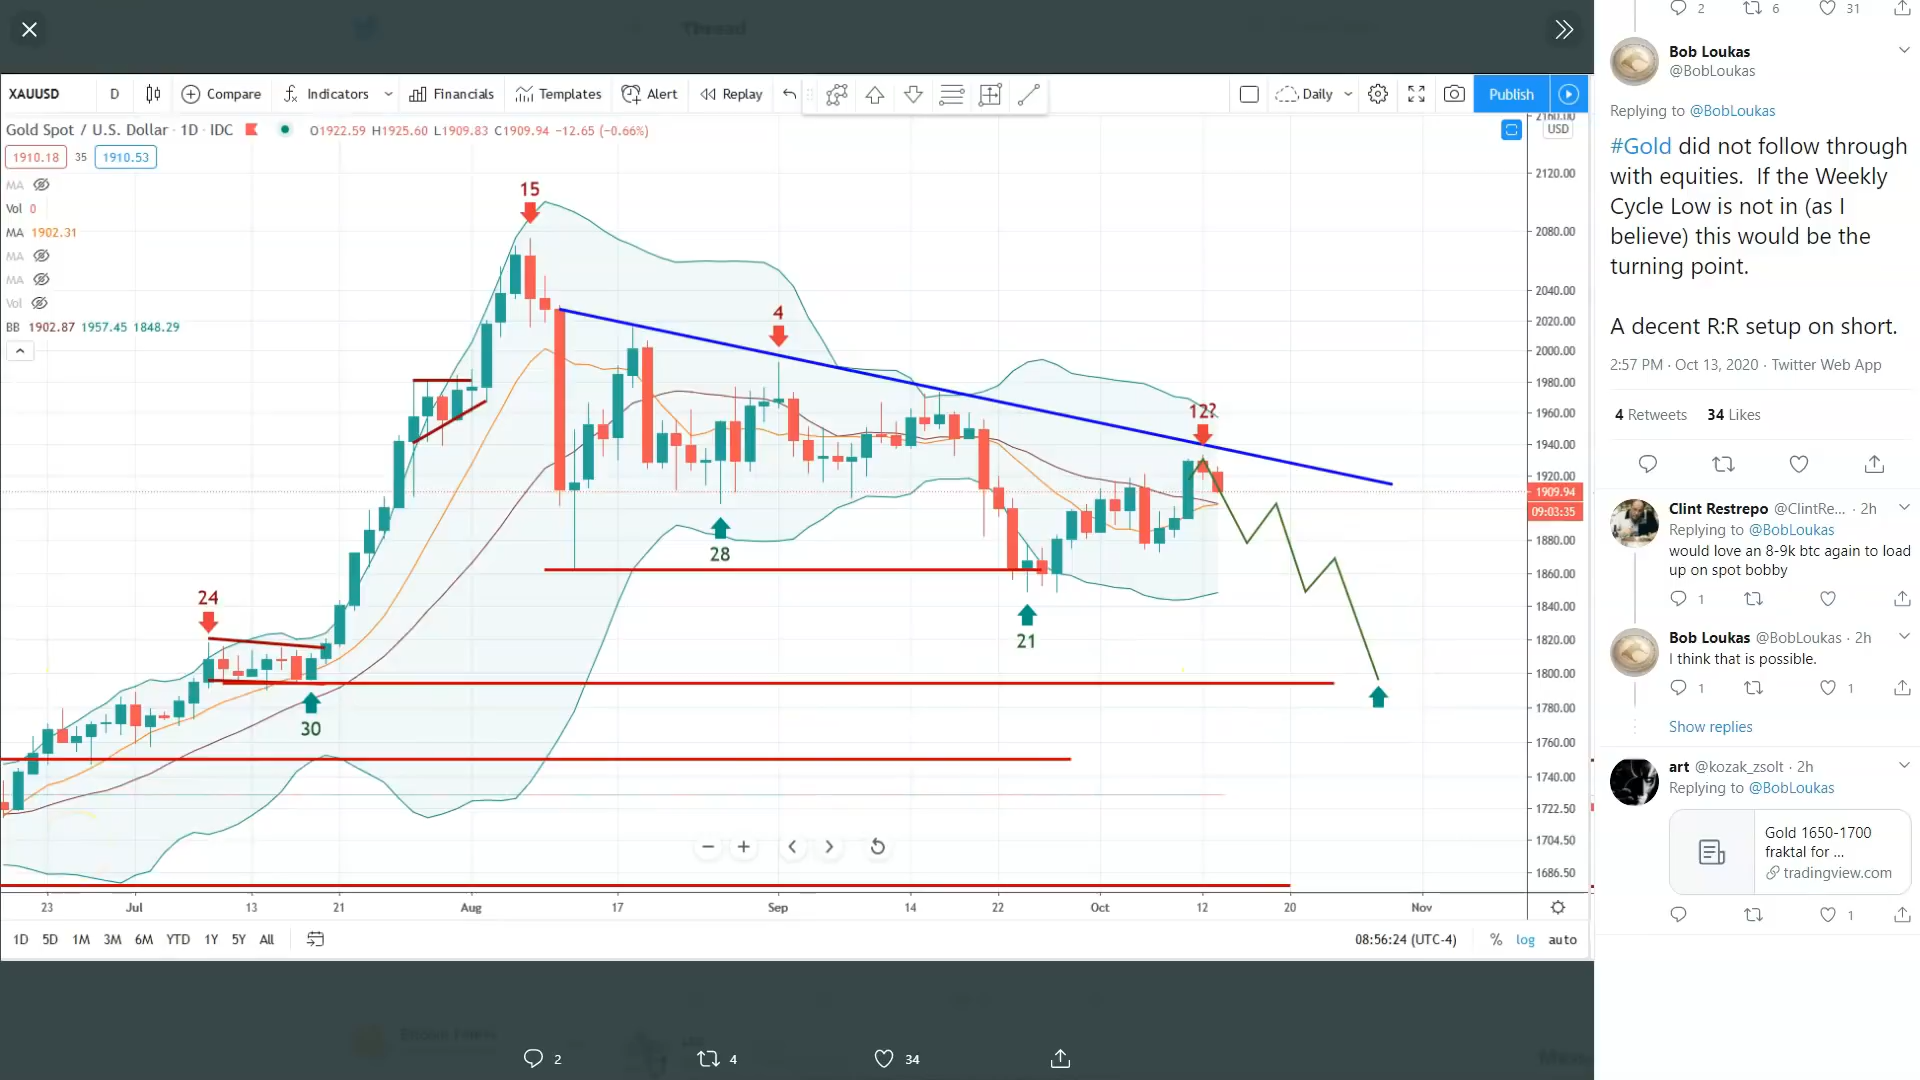 Thread
XAUUSD
D
Compare
Indicators
Financials
Templates
Alert
Replay
Daily
Publish
Gold Spot / U.S. Dollar · 1D · IDC
O1922.59 H1925.60 L1909.83 C1909.94 −12.65 (−0.66%)
1910.18 35 1910.53
MA
Vol 0
MA 1902.31
MA
MA
Vol
BB 1902.87 1957.45 1848.29
15
4
12?
24
28
30
21
2160.00
USD
2120.00
2080.00
2040.00
2020.00
2000.00
1980.00
1960.00
1940.00
1920.00
1909.94
09:03:35
1880.00
1860.00
1840.00
1820.00
1800.00
1780.00
1760.00
1740.00
1722.50
1704.50
1686.50
23 Jul 13 21 Aug 17 Sep 14 22 Oct 12 20 Nov
1D 5D 1M 3M 6M YTD 1Y 5Y All
08:56:24 (UTC-4) % log auto
2 4 34
2 6 31
Bob Loukas
@BobLoukas
Replying to @BobLoukas
#Gold did not follow through
with equities. If the Weekly
Cycle Low is not in (as I
believe) this would be the
turning point.
A decent R:R setup on short.
2:57 PM · Oct 13, 2020 · Twitter Web App
4 Retweets 34 Likes
Clint Restrepo @ClintRe... · 2h
Replying to @BobLoukas
would love an 8-9k btc again to load
up on spot bobby
1
Bob Loukas @BobLoukas · 2h
I think that is possible.
1 1
Show replies
art @kozak_zsolt · 2h
Replying to @BobLoukas
Gold 1650-1700
fraktal for ...
tradingview.com
1